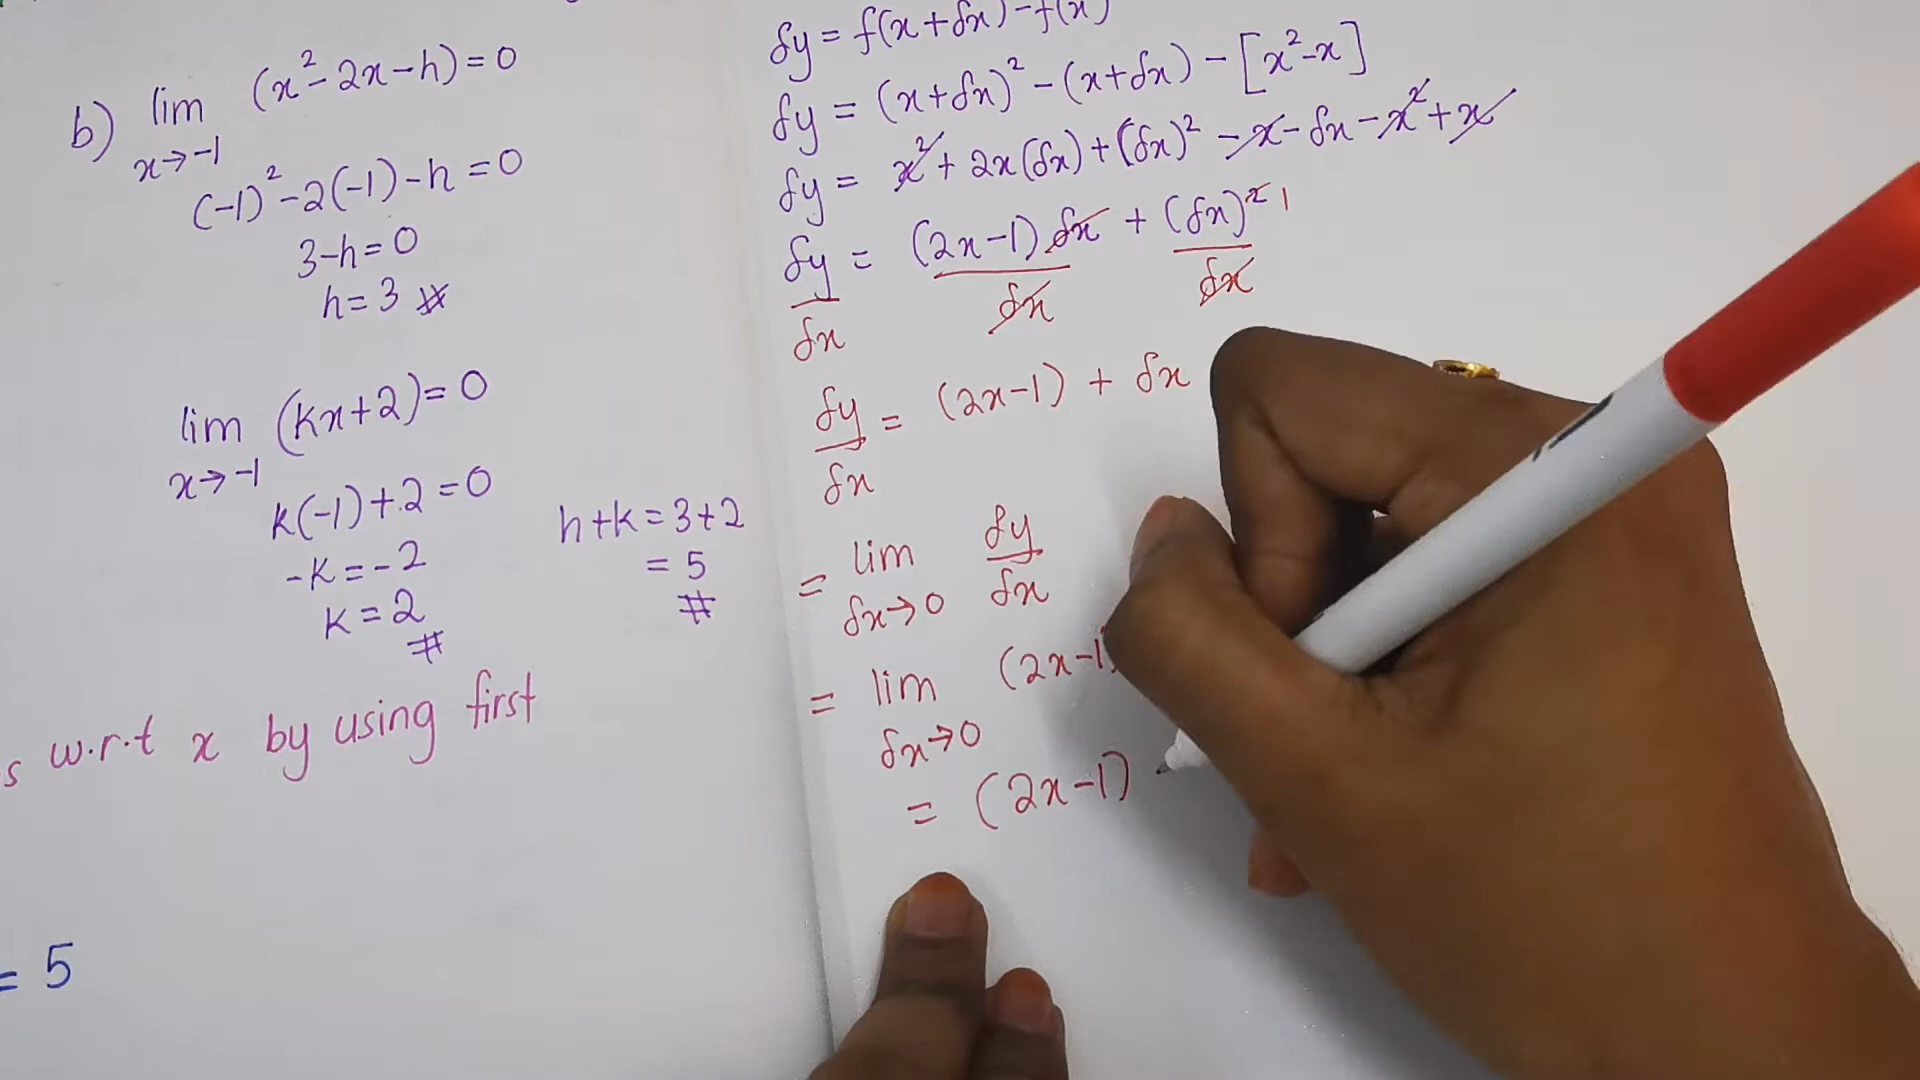 b) lim (x² - 2x - h) = 0
x→-1
(-1)² - 2(-1) - h = 0
3 - h = 0
h = 3 #
lim (kx + 2) = 0
x→-1
k(-1) + 2 = 0
-k = -2
k = 2
#
h + k = 3 + 2
= 5
#
s w.r.t x by using first
= 5
δy = f(x + δx) - f(x)
δy = (x + δx)² - (x + δx) - [x² - x]
δy = x² + 2x(δx) + (δx)² - x - δx - x² + x
δy/δx = (2x - 1) δx/δx + (δx)² 1/δx
δy/δx = (2x - 1) + δx
= lim δy/δx
δx→0
= lim (2x - 1)
δx→0
= (2x - 1)